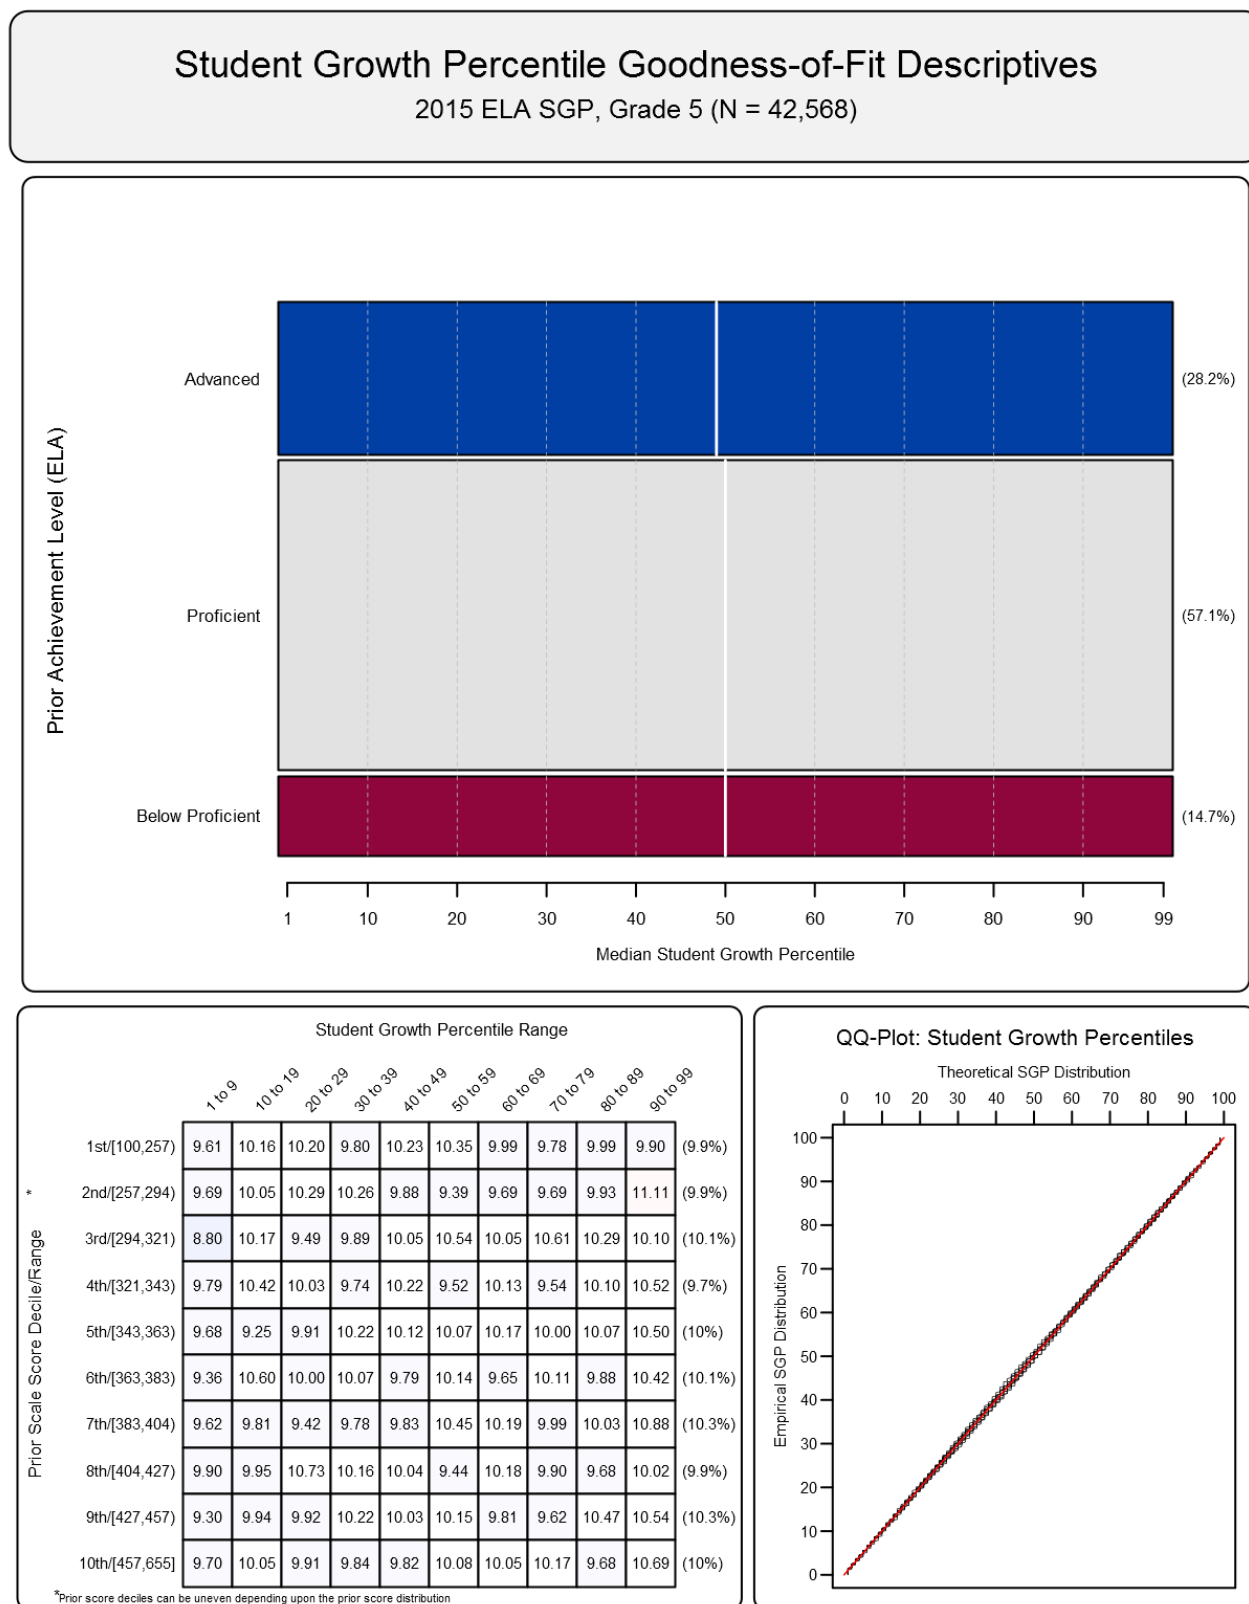 Student Growth Percentile Goodness-of-Fit Descriptives
2015 ELA SGP, Grade 5 (N = 42,568)
Prior Achievement Level (ELA)
Advanced
(28.2%)
Proficient
(57.1%)
Below Proficient
(14.7%)
1 10 20 30 40 50 60 70 80 90 99
Median Student Growth Percentile
Student Growth Percentile Range
1 to 9 10 to 19 20 to 29 30 to 39 40 to 49 50 to 59 60 to 69 70 to 79 80 to 89 90 to 99
Prior Scale Score Decile/Range *
1st/[100,257) 9.61 10.16 10.20 9.80 10.23 10.35 9.99 9.78 9.99 9.90 (9.9%)
2nd/[257,294) 9.69 10.05 10.29 10.26 9.88 9.39 9.69 9.69 9.93 11.11 (9.9%)
3rd/[294,321) 8.80 10.17 9.49 9.89 10.05 10.54 10.05 10.61 10.29 10.10 (10.1%)
4th/[321,343) 9.79 10.42 10.03 9.74 10.22 9.52 10.13 9.54 10.10 10.52 (9.7%)
5th/[343,363) 9.68 9.25 9.91 10.22 10.12 10.07 10.17 10.00 10.07 10.50 (10%)
6th/[363,383) 9.36 10.60 10.00 10.07 9.79 10.14 9.65 10.11 9.88 10.42 (10.1%)
7th/[383,404) 9.62 9.81 9.42 9.78 9.83 10.45 10.19 9.99 10.03 10.88 (10.3%)
8th/[404,427) 9.90 9.95 10.73 10.16 10.04 9.44 10.18 9.90 9.68 10.02 (9.9%)
9th/[427,457) 9.30 9.94 9.92 10.22 10.03 10.15 9.81 9.62 10.47 10.54 (10.3%)
10th/[457,655] 9.70 10.05 9.91 9.84 9.82 10.08 10.05 10.17 9.68 10.69 (10%)
*Prior score deciles can be uneven depending upon the prior score distribution
QQ-Plot: Student Growth Percentiles
Theoretical SGP Distribution
0 10 20 30 40 50 60 70 80 90 100
Empirical SGP Distribution
100
90
80
70
60
50
40
30
20
10
0